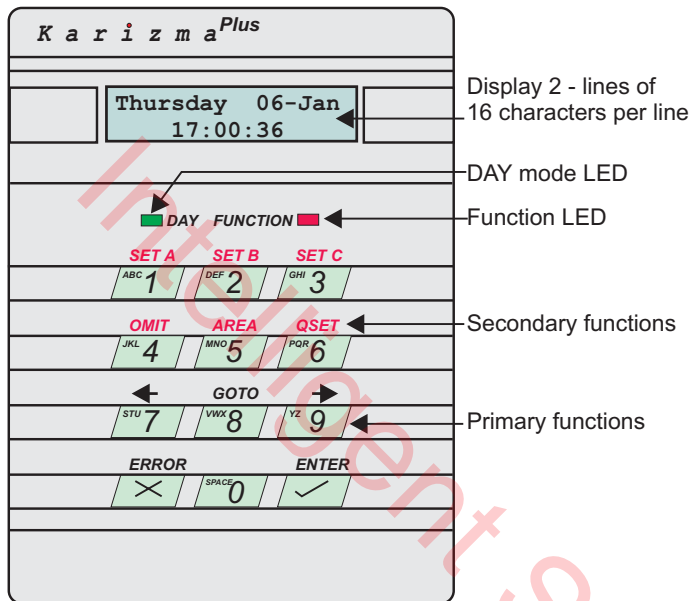 Karizma Plus
Thursday 06-Jan
17:00:36
Display 2 - lines of
16 characters per line
DAY mode LED
DAY FUNCTION
Function LED
SET A SET B SET C
ABC 1 DEF 2 GHI 3
OMIT AREA QSET
Secondary functions
JKL 4 MNO 5 PQR 6
GOTO
STU 7 VWX 8 YZ 9
Primary functions
ERROR ENTER
SPACE 0
Intelligent S